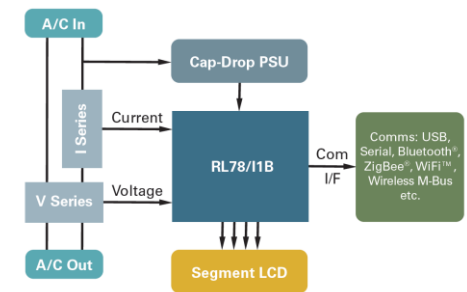 A/C In
Cap-Drop PSU
I Series
Current
RL78/I1B
Com
I/F
Comms: USB,
Serial, Bluetooth®,
ZigBee®, WiFi™,
Wireless M-Bus
etc.
V Series
Voltage
A/C Out
Segment LCD